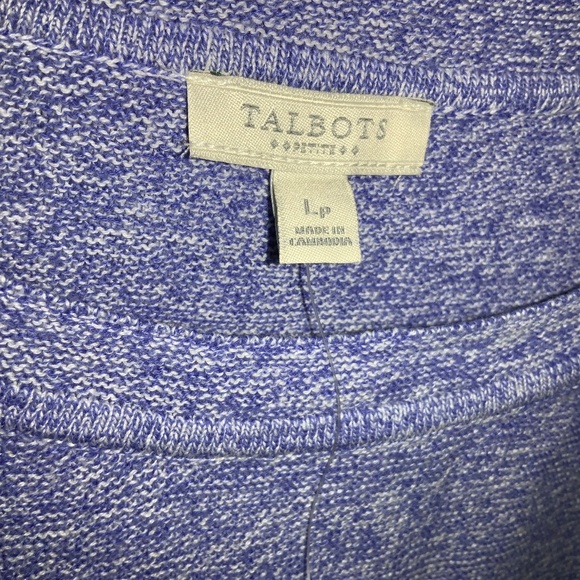 TALBOTS
❖❖PETITE❖❖
LP
MADE IN
CAMBODIA